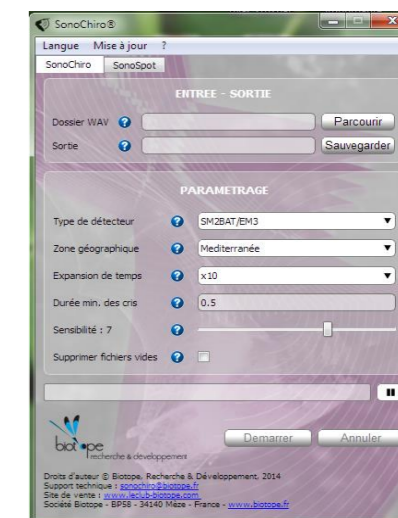 SonoChiro®
Langue Mise à jour ?
SonoChiro SonoSpot
ENTREE - SORTIE
Dossier WAV ? Parcourir
Sortie ? Sauvegarder
PARAMETRAGE
Type de détecteur ? SM2BAT/EM3
Zone géographique ? Mediterranée
Expansion de temps ? x10
Durée min. des cris ? 0.5
Sensibilité : 7 ?
Supprimer fichiers vides ?
biotope
recherche & développement
Demarrer Annuler
Droits d'auteur @ Biotope, Recherche & Développement, 2014
Support technique : sonochiro@biotope.fr
Site de vente : www.leclub-biotope.com
Société Biotope - BP58 - 34140 Mèze - France - www.biotope.fr